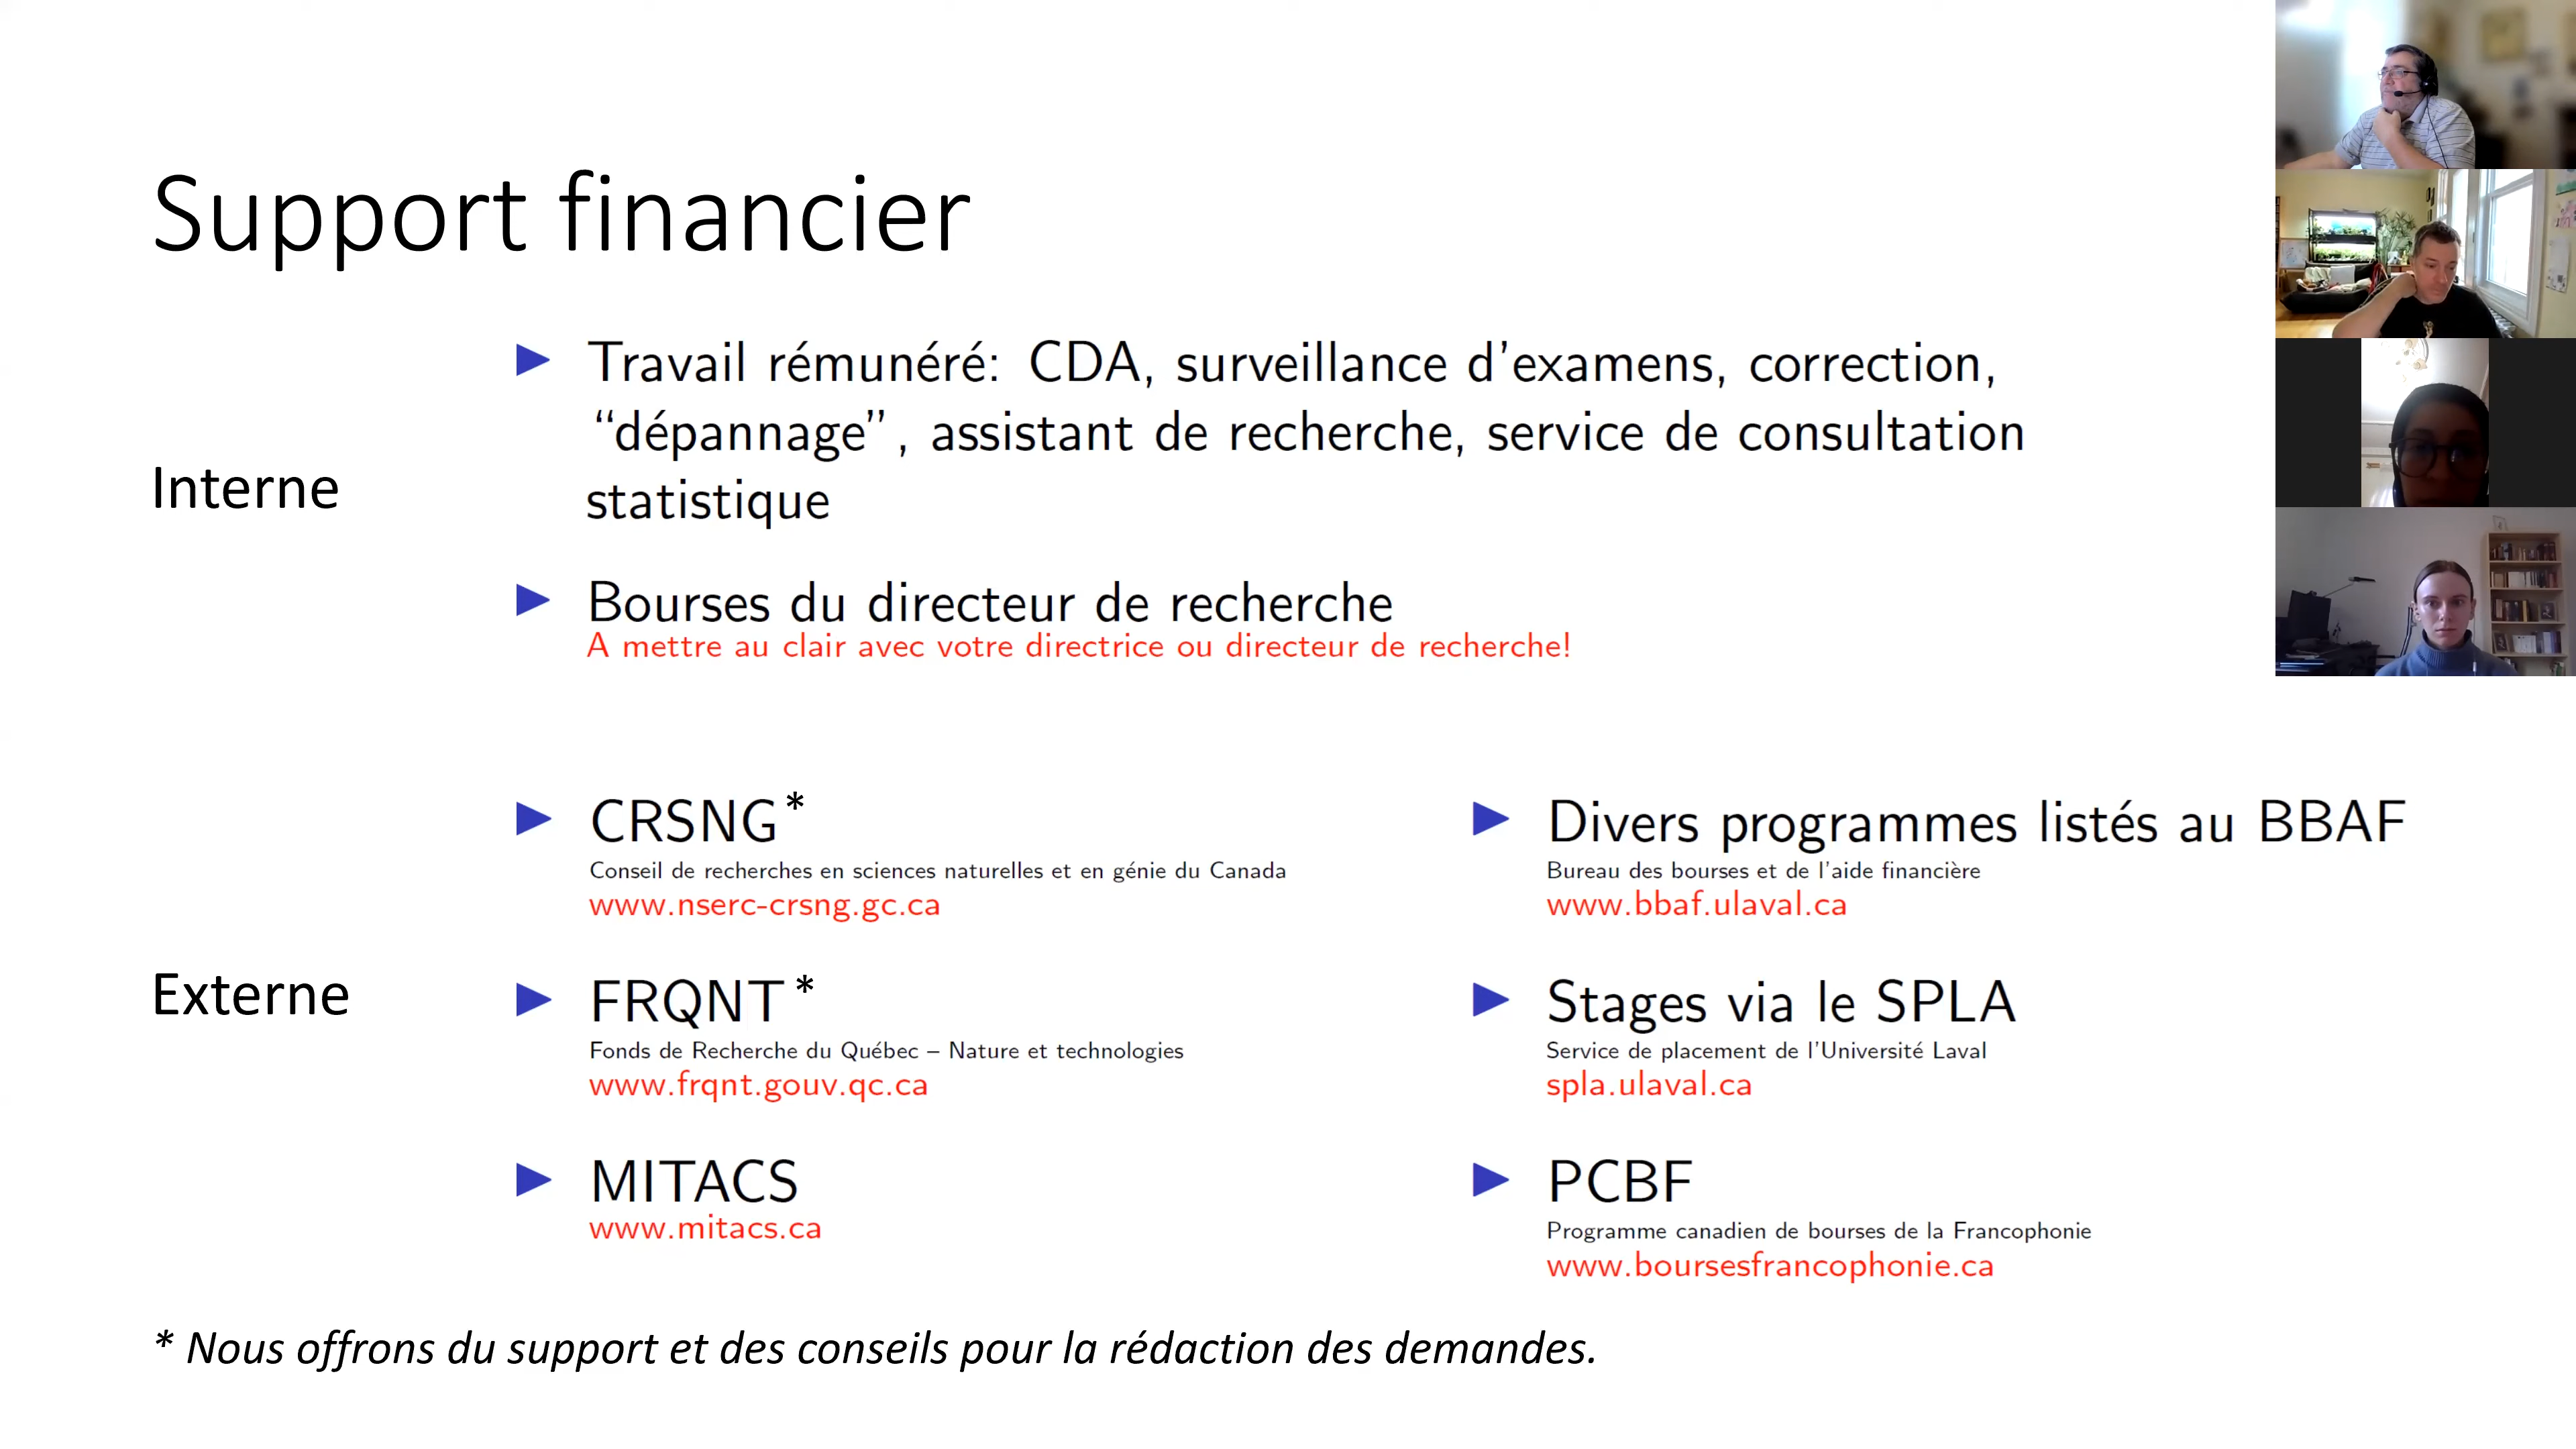 Support financier
Interne
Travail rémunéré: CDA, surveillance d'examens, correction,
“dépannage”, assistant de recherche, service de consultation
statistique
Bourses du directeur de recherche
A mettre au clair avec votre directrice ou directeur de recherche!
Externe
CRSNG*
Conseil de recherches en sciences naturelles et en génie du Canada
www.nserc-crsng.gc.ca
FRQNT*
Fonds de Recherche du Québec – Nature et technologies
www.frqnt.gouv.qc.ca
MITACS
www.mitacs.ca
Divers programmes listés au BBAF
Bureau des bourses et de l'aide financière
www.bbaf.ulaval.ca
Stages via le SPLA
Service de placement de l'Université Laval
spla.ulaval.ca
PCBF
Programme canadien de bourses de la Francophonie
www.boursesfrancophonie.ca
* Nous offrons du support et des conseils pour la rédaction des demandes.